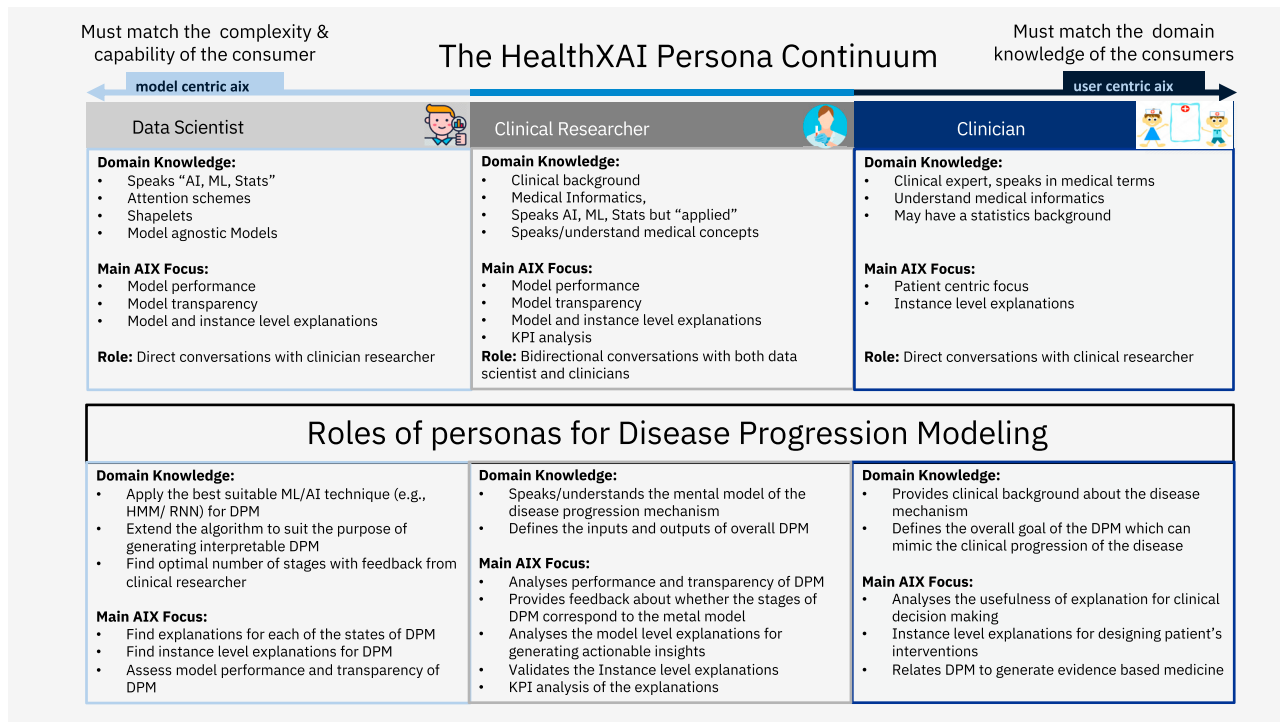 Must match the complexity &
capability of the consumer
The HealthXAI Persona Continuum
Must match the domain
knowledge of the consumers
model centric aix
user centric aix
Data Scientist
Domain Knowledge:
• Speaks “AI, ML, Stats”
• Attention schemes
• Shapelets
• Model agnostic Models
Main AIX Focus:
• Model performance
• Model transparency
• Model and instance level explanations
Role: Direct conversations with clinician researcher
Clinical Researcher
Domain Knowledge:
• Clinical background
• Medical Informatics,
• Speaks AI, ML, Stats but “applied”
• Speaks/understand medical concepts
Main AIX Focus:
• Model performance
• Model transparency
• Model and instance level explanations
• KPI analysis
Role: Bidirectional conversations with both data
scientist and clinicians
Clinician
Domain Knowledge:
• Clinical expert, speaks in medical terms
• Understand medical informatics
• May have a statistics background
Main AIX Focus:
• Patient centric focus
• Instance level explanations
Role: Direct conversations with clinical researcher
Roles of personas for Disease Progression Modeling
Domain Knowledge:
• Apply the best suitable ML/AI technique (e.g.,
HMM/ RNN) for DPM
• Extend the algorithm to suit the purpose of
generating interpretable DPM
• Find optimal number of stages with feedback from
clinical researcher
Main AIX Focus:
• Find explanations for each of the states of DPM
• Find instance level explanations for DPM
• Assess model performance and transparency of
DPM
Domain Knowledge:
• Speaks/understands the mental model of the
disease progression mechanism
• Defines the inputs and outputs of overall DPM
Main AIX Focus:
• Analyses performance and transparency of DPM
• Provides feedback about whether the stages of
DPM correspond to the metal model
• Analyses the model level explanations for
generating actionable insights
• Validates the Instance level explanations
• KPI analysis of the explanations
Domain Knowledge:
• Provides clinical background about the disease
mechanism
• Defines the overall goal of the DPM which can
mimic the clinical progression of the disease
Main AIX Focus:
• Analyses the usefulness of explanation for clinical
decision making
• Instance level explanations for designing patient’s
interventions
• Relates DPM to generate evidence based medicine